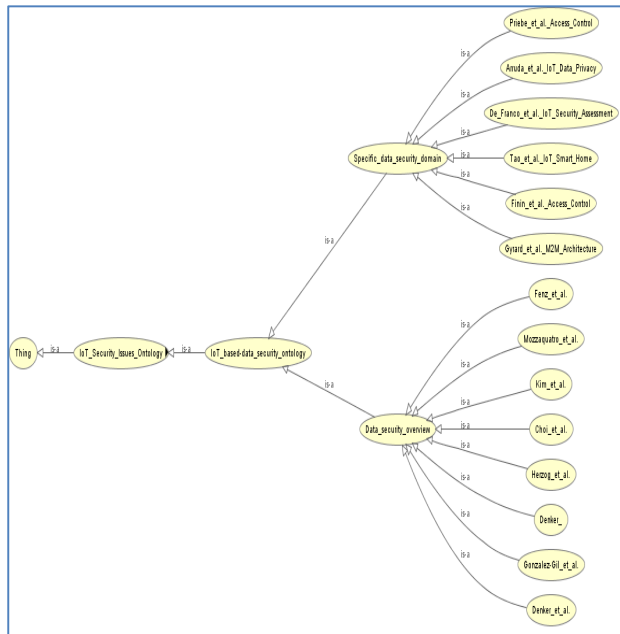 Priebe_et_al._Access_Control
is-a
Arruda_et_al._IoT_Data_Privacy
is-a
De_Franco_et_al._IoT_Security_Assessment
is-a
Specific_data_security_domain
is-a
Tao_et_al._IoT_Smart_Home
is-a
Finin_et_al._Access_Control
is-a
Gyrard_et_al._M2M_Architecture
is-a
Fenz_et_al.
is-a
Mozzaquatro_et_al.
is-a
Thing
is-a
IoT_Security_Issues_Ontology
is-a
IoT_based-data_security_ontology
is-a
Kim_et_al.
is-a
Data_security_overview
is-a
Choi_et_al.
is-a
Herzog_et_al.
is-a
Denker_
is-a
Gonzalez-Gil_et_al.
is-a
Denker_et_al.